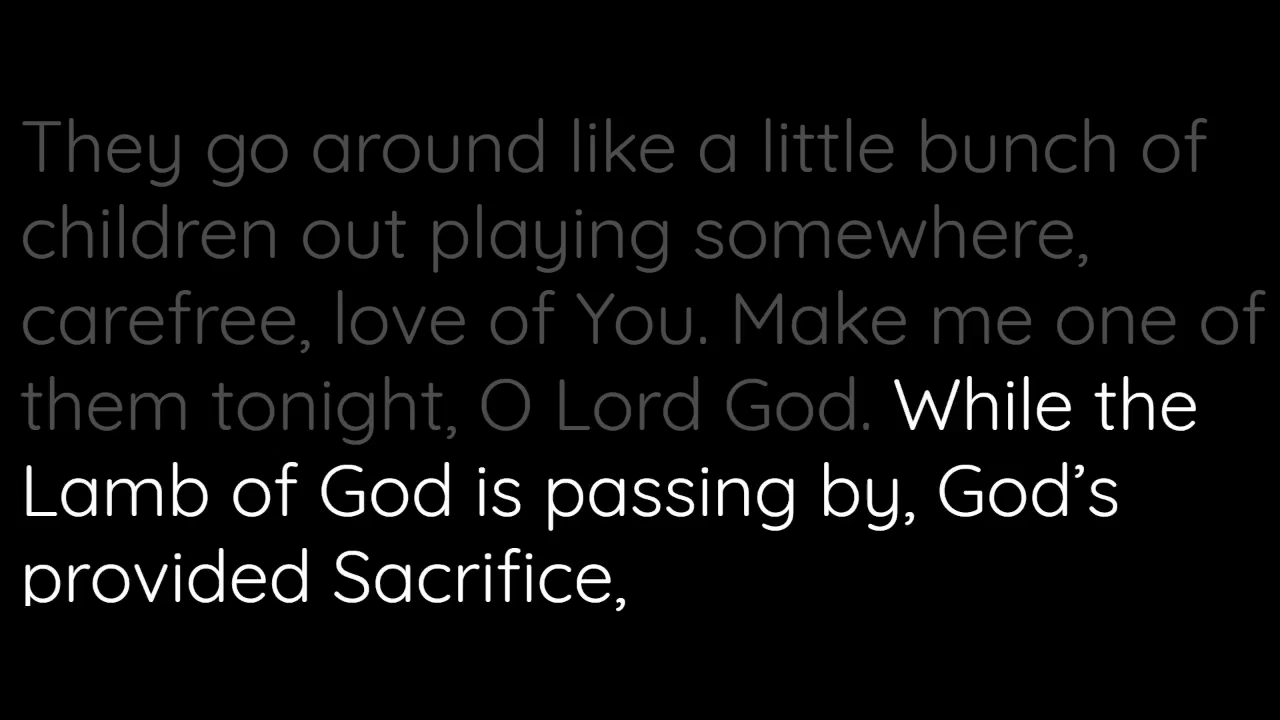 They go around like a little bunch of
children out playing somewhere,
carefree, love of You. Make me one of
them tonight, O Lord God. While the
Lamb of God is passing by, God’s
provided Sacrifice,